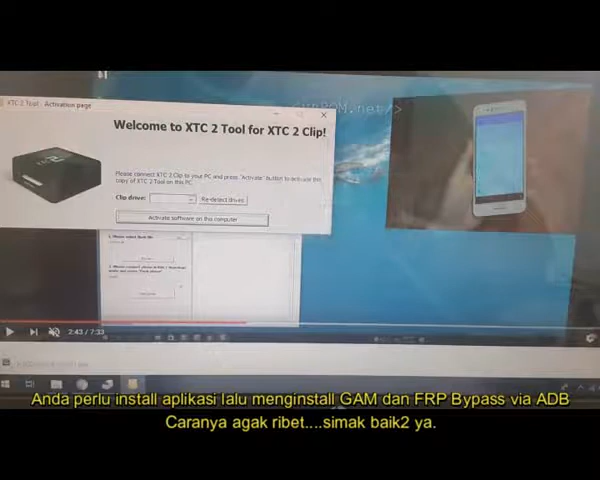 XTC 2 Tool - Activation page
Welcome to XTC 2 Tool for XTC 2 Clip!
Please connect XTC 2 Clip to your PC and press "Activate" button to activate this
copy of XTC 2 Tool on this PC
Clip drive:
Re-detect drives
Activate software on this computer
2:43 / 7:33
Anda perlu install aplikasi lalu menginstall GAM dan FRP Bypass via ADB
Caranya agak ribet....simak baik2 ya.